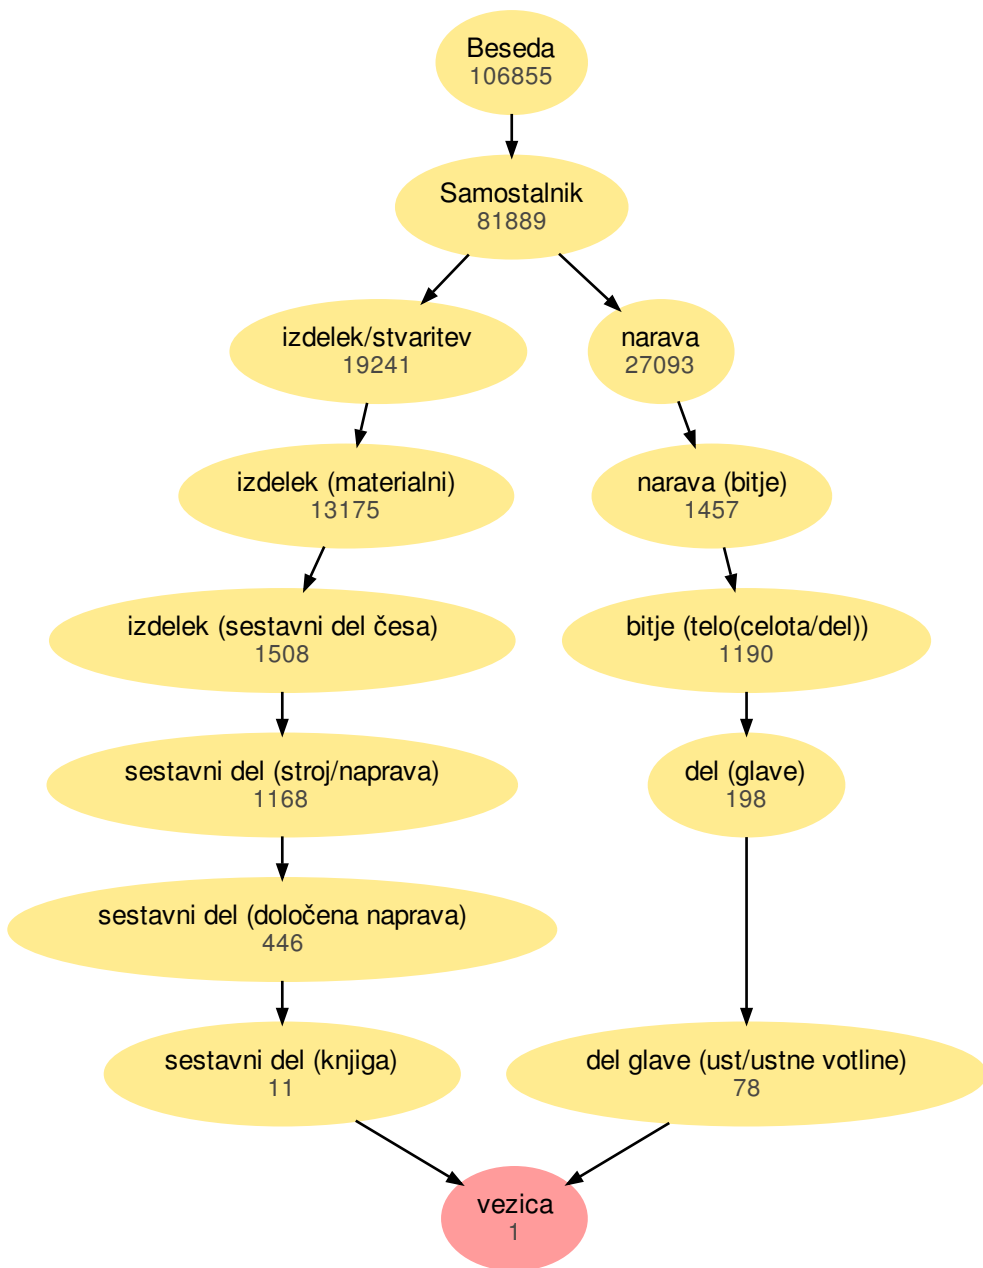 Beseda
106855
Samostalnik
81889
izdelek/stvaritev
19241
narava
27093
izdelek (materialni)
13175
narava (bitje)
1457
izdelek (sestavni del česa)
1508
bitje (telo(celota/del))
1190
sestavni del (stroj/naprava)
1168
del (glave)
198
sestavni del (določena naprava)
446
sestavni del (knjiga)
11
del glave (ust/ustne votline)
78
vezica
1